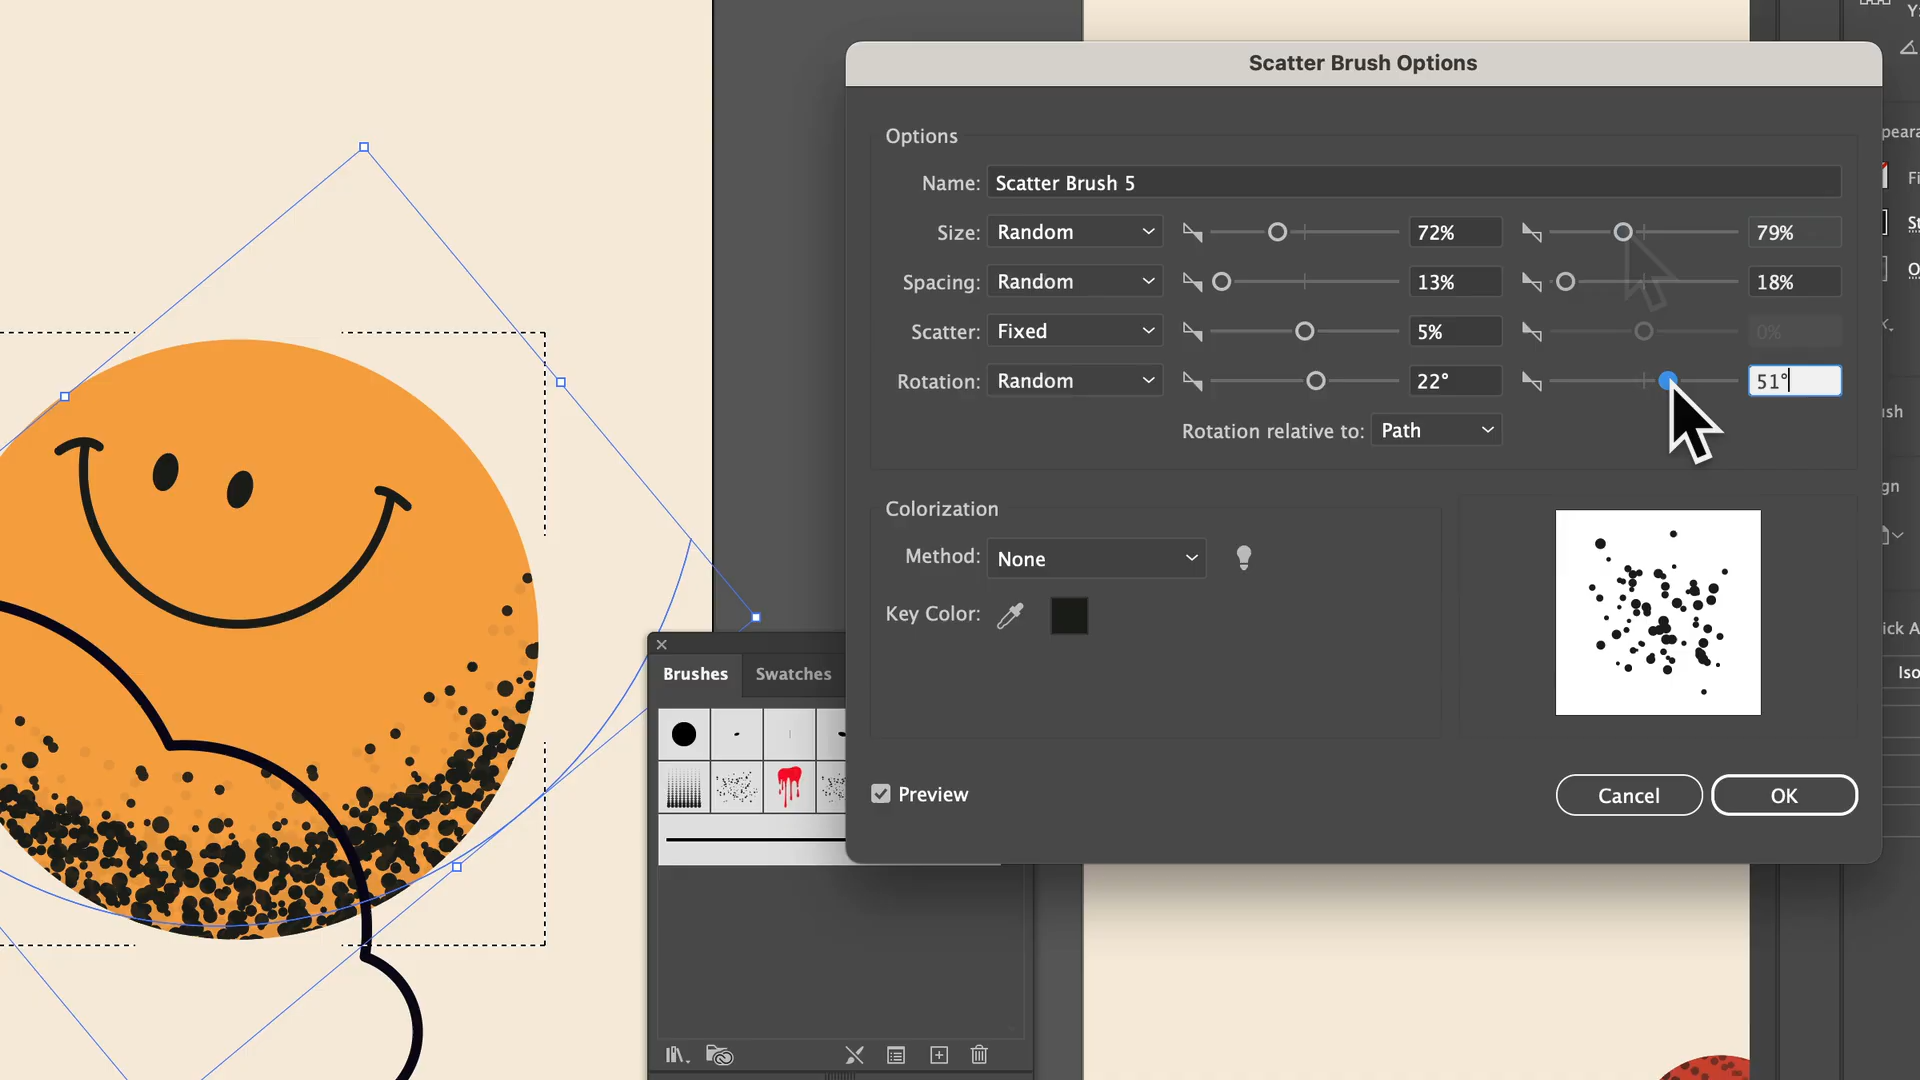 Scatter Brush Options
Y:
Options
Name: Scatter Brush 5
Size: Random 72% 79%
Spacing: Random 13% 18%
Scatter: Fixed 5% 0%
Rotation: Random 22° 51°
Rotation relative to: Path
Colorization
Method: None
Key Color:
Brushes Swatches
Preview
Cancel OK